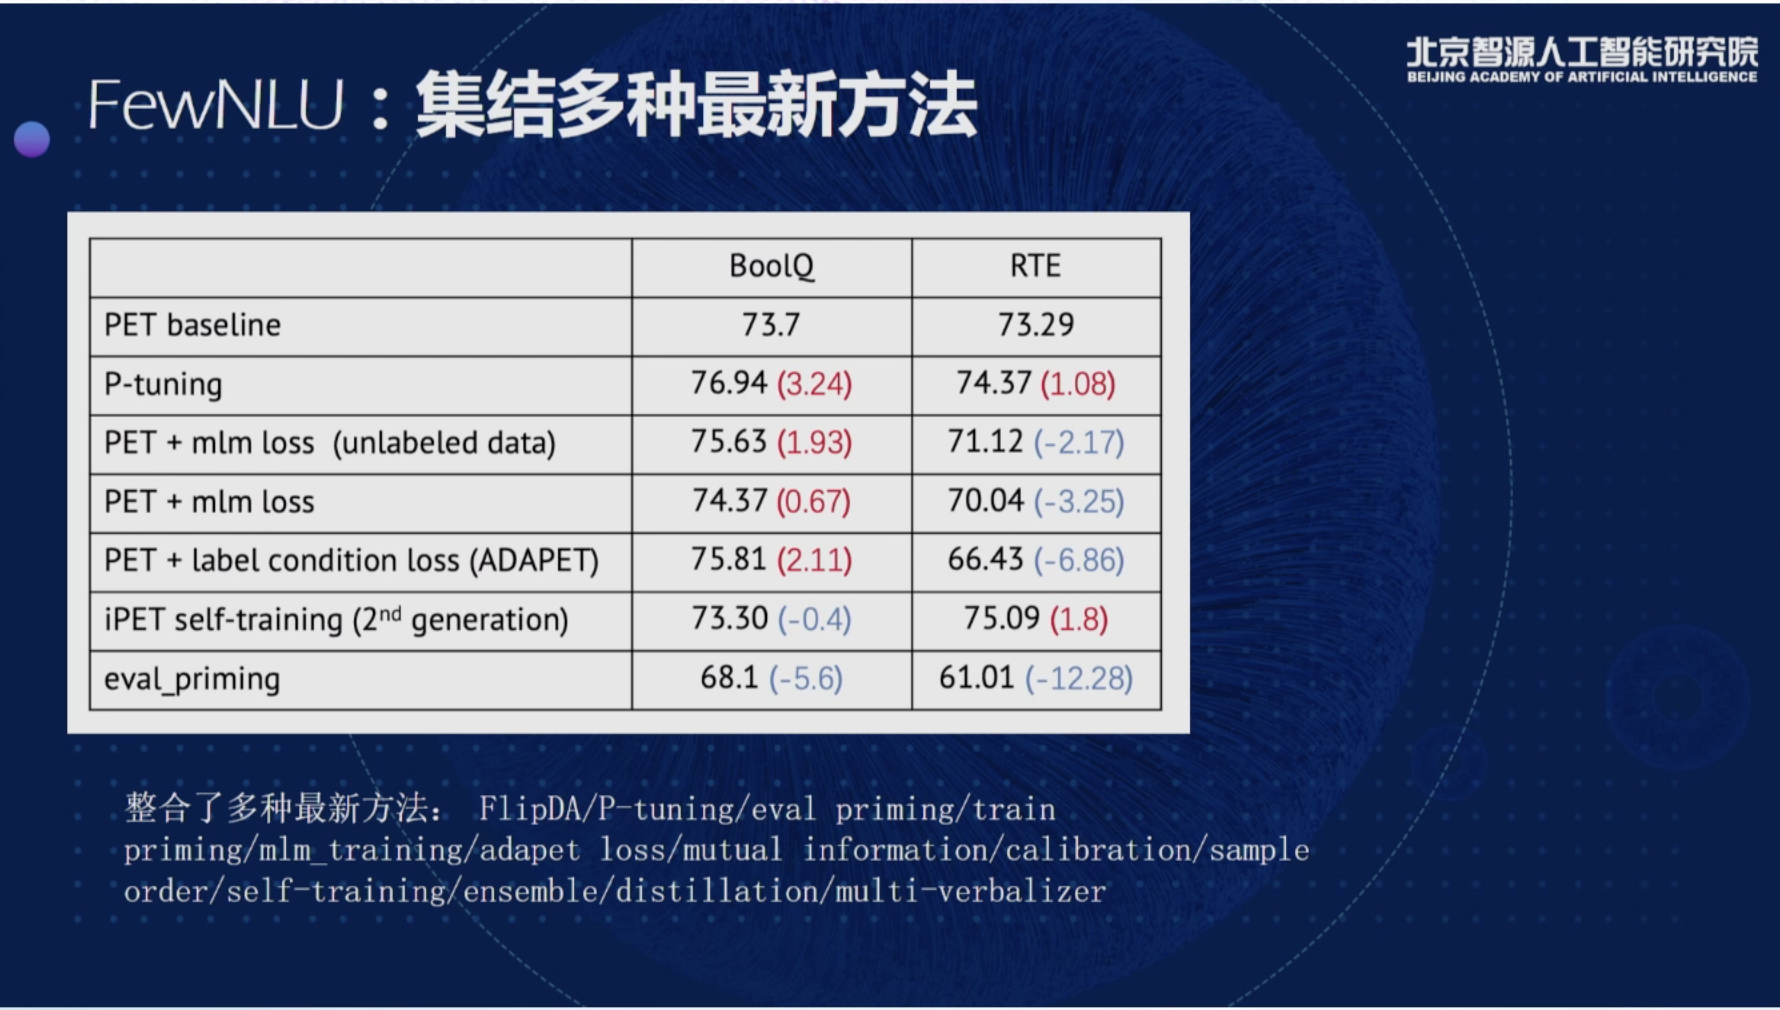 北京智源人工智能研究院
BEIJING ACADEMY OF ARTIFICIAL INTELLIGENCE
FewNLU：集结多种最新方法
BoolQ RTE
PET baseline 73.7 73.29
P-tuning 76.94 (3.24) 74.37 (1.08)
PET + mlm loss (unlabeled data) 75.63 (1.93) 71.12 (-2.17)
PET + mlm loss 74.37 (0.67) 70.04 (-3.25)
PET + label condition loss (ADAPET) 75.81 (2.11) 66.43 (-6.86)
iPET self-training (2nd generation) 73.30 (-0.4) 75.09 (1.8)
eval_priming 68.1 (-5.6) 61.01 (-12.28)
整合了多种最新方法： FlipDA/P-tuning/eval priming/train
priming/mlm_training/adapet loss/mutual information/calibration/sample
order/self-training/ensemble/distillation/multi-verbalizer